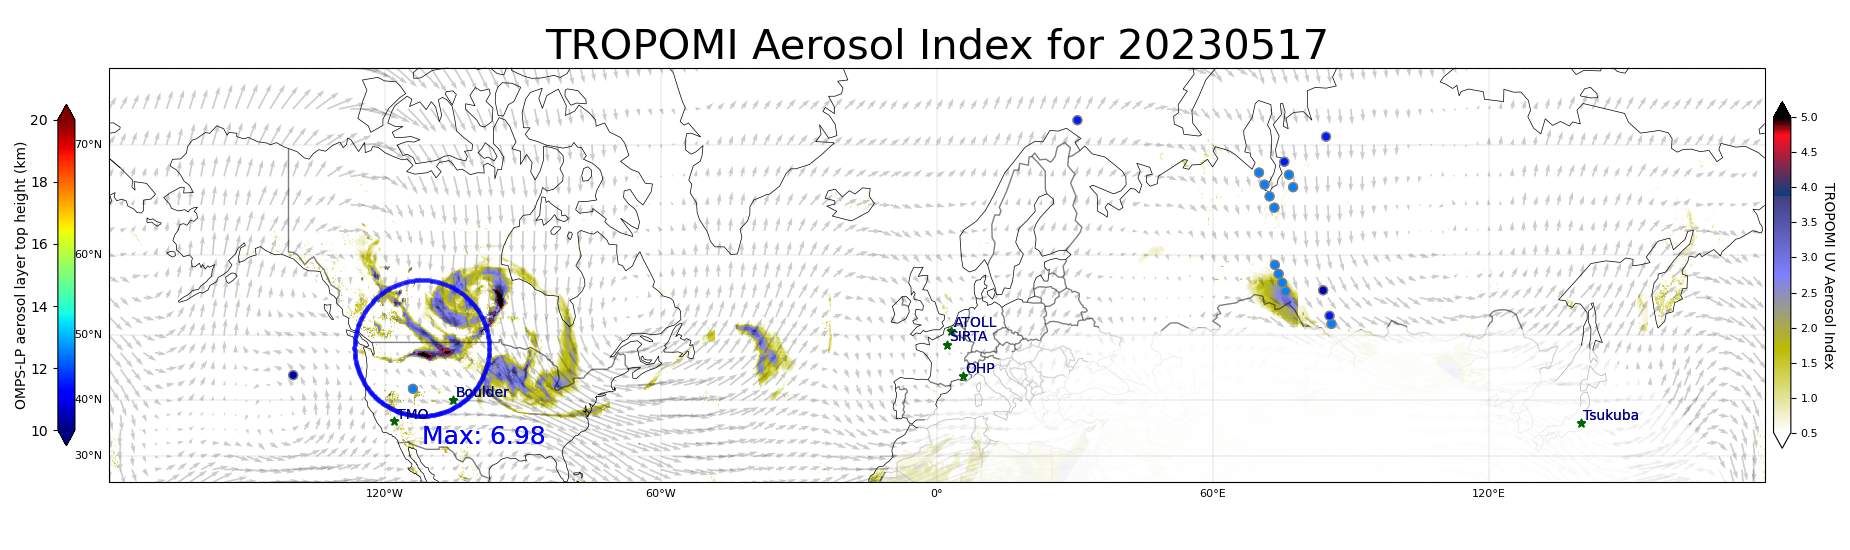 TROPOMI Aerosol Index for 20230517
20
18
16
14
12
10
OMPS-LP aerosol layer top height (km)
70°N
60°N
50°N
40°N
30°N
ATOLL
SIRTA
OHP
Boulder
TMO
Tsukuba
Max: 6.98
120°W
60°W
0°
60°E
120°E
5.0
4.5
4.0
3.5
3.0
2.5
2.0
1.5
1.0
0.5
TROPOMI UV Aerosol Index